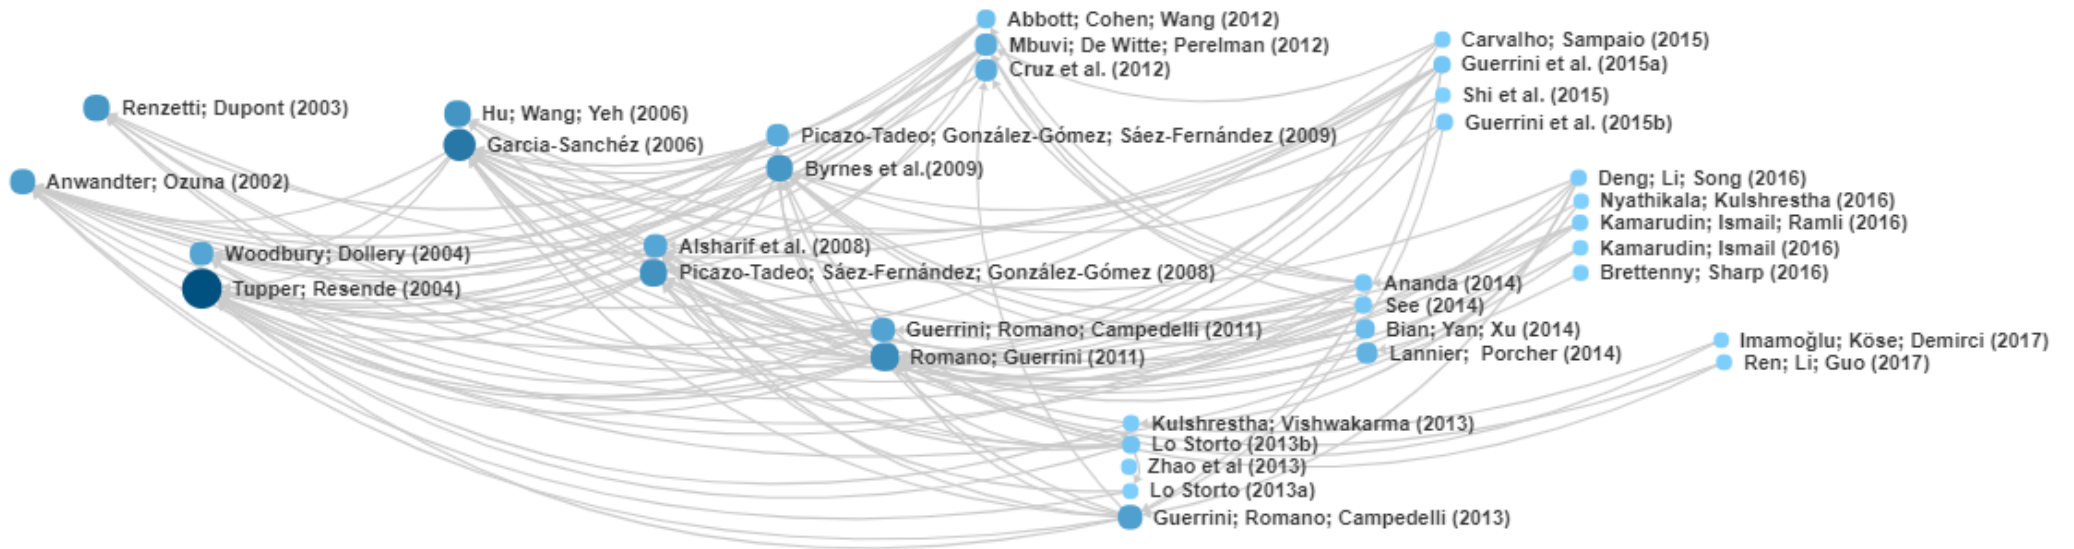 Abbott; Cohen; Wang (2012)
Mbuvi; De Witte; Perelman (2012)
Cruz et al. (2012)
Carvalho; Sampaio (2015)
Guerrini et al. (2015a)
Shi et al. (2015)
Guerrini et al. (2015b)
Renzetti; Dupont (2003)
Hu; Wang; Yeh (2006)
Garcia-Sanchéz (2006)
Picazo-Tadeo; González-Gómez; Sáez-Fernández (2009)
Byrnes et al.(2009)
Anwandter; Ozuna (2002)
Deng; Li; Song (2016)
Nyathikala; Kulshrestha (2016)
Kamarudin; Ismail; Ramli (2016)
Kamarudin; Ismail (2016)
Brettenny; Sharp (2016)
Woodbury; Dollery (2004)
Tupper; Resende (2004)
Alsharif et al. (2008)
Picazo-Tadeo; Sáez-Fernández; González-Gómez (2008)
Ananda (2014)
See (2014)
Bian; Yan; Xu (2014)
Lannier; Porcher (2014)
Guerrini; Romano; Campedelli (2011)
Romano; Guerrini (2011)
Imamoğlu; Köse; Demirci (2017)
Ren; Li; Guo (2017)
Kulshrestha; Vishwakarma (2013)
Lo Storto (2013b)
Zhao et al (2013)
Lo Storto (2013a)
Guerrini; Romano; Campedelli (2013)